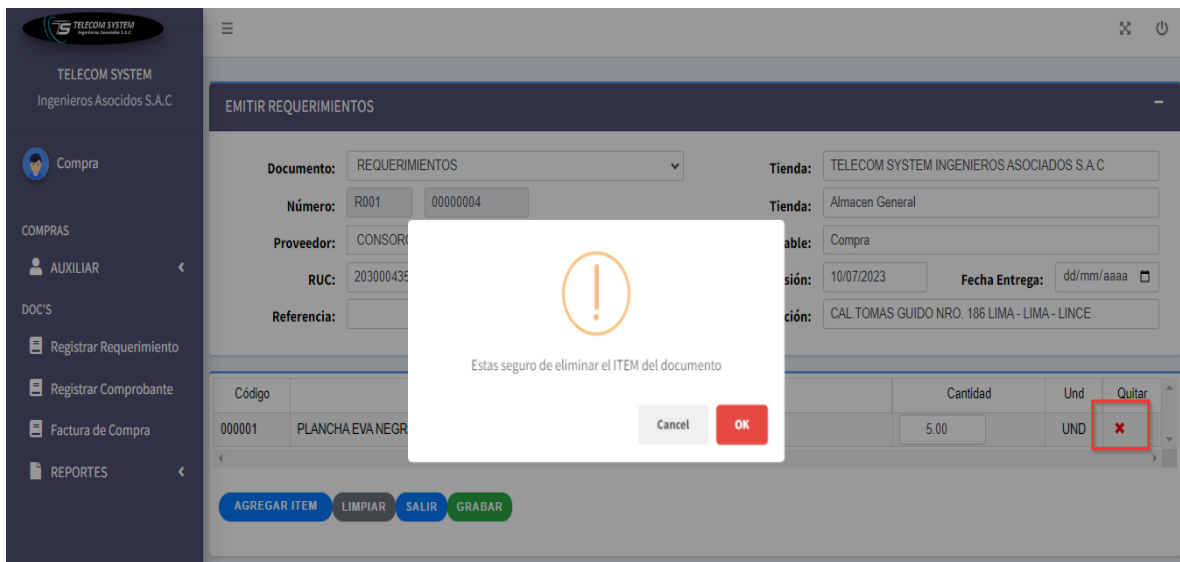 TELECOM SYSTEM
Ingenieros Asociados S.A.C
TELECOM SYSTEM
Ingenieros Asocidos S.A.C
Compra
COMPRAS
AUXILIAR
DOC'S
Registrar Requerimiento
Registrar Comprobante
Factura de Compra
REPORTES
EMITIR REQUERIMIENTOS
Documento: REQUERIMIENTOS Tienda: TELECOM SYSTEM INGENIEROS ASOCIADOS S.A.C
Número: R001 00000004 Tienda: Almacen General
Proveedor: CONSOR able: Compra
RUC: 203000435 sión: 10/07/2023 Fecha Entrega: dd/mm/aaaa
Referencia: ción: CAL.TOMAS GUIDO NRO. 186 LIMA - LIMA - LINCE
Estas seguro de eliminar el ITEM del documento
Cancel OK
Código Cantidad Und Quitar
000001 PLANCHA EVA NEGR 5.00 UND
AGREGAR ITEM LIMPIAR SALIR GRABAR